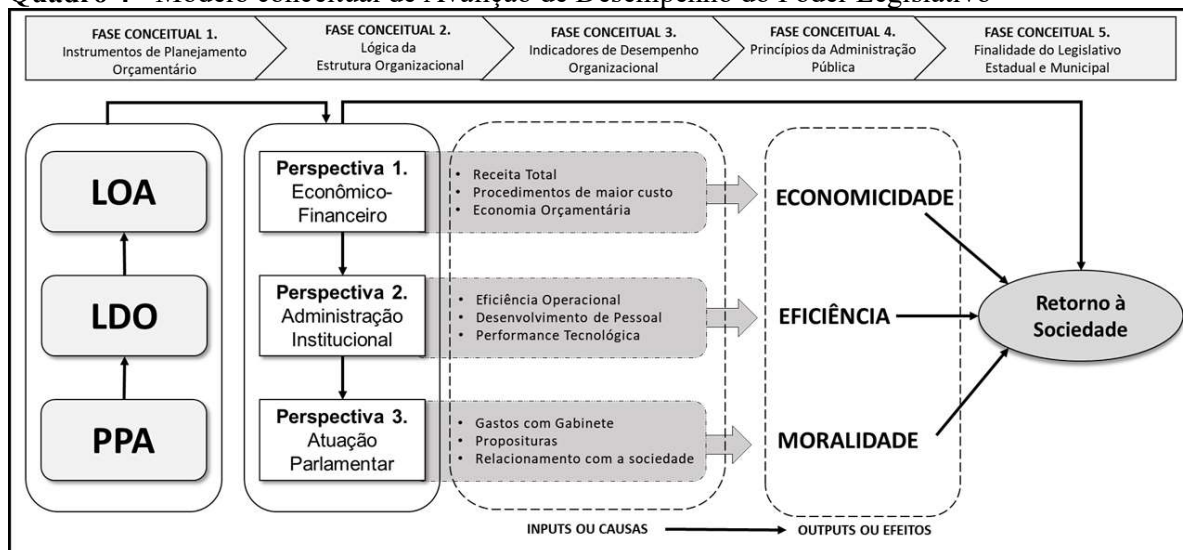 Quadro 4 - Modelo conceitual de Avanção de Desempenho do Poder Legislativo
FASE CONCEITUAL 1.
Instrumentos de Planejamento
Orçamentário
FASE CONCEITUAL 2.
Lógica da
Estrutura Organizacional
FASE CONCEITUAL 3.
Indicadores de Desempenho
Organizacional
FASE CONCEITUAL 4.
Princípios da Administração
Pública
FASE CONCEITUAL 5.
Finalidade do Legislativo
Estadual e Municipal
LOA
LDO
PPA
Perspectiva 1.
Econômico-
Financeiro
Perspectiva 2.
Administração
Institucional
Perspectiva 3.
Atuação
Parlamentar
• Receita Total
• Procedimentos de maior custo
• Economia Orçamentária
• Eficiência Operacional
• Desenvolvimento de Pessoal
• Performance Tecnológica
• Gastos com Gabinete
• Proposituras
• Relacionamento com a sociedade
ECONOMICIDADE
EFICIÊNCIA
MORALIDADE
Retorno à
Sociedade
INPUTS OU CAUSAS
OUTPUTS OU EFEITOS